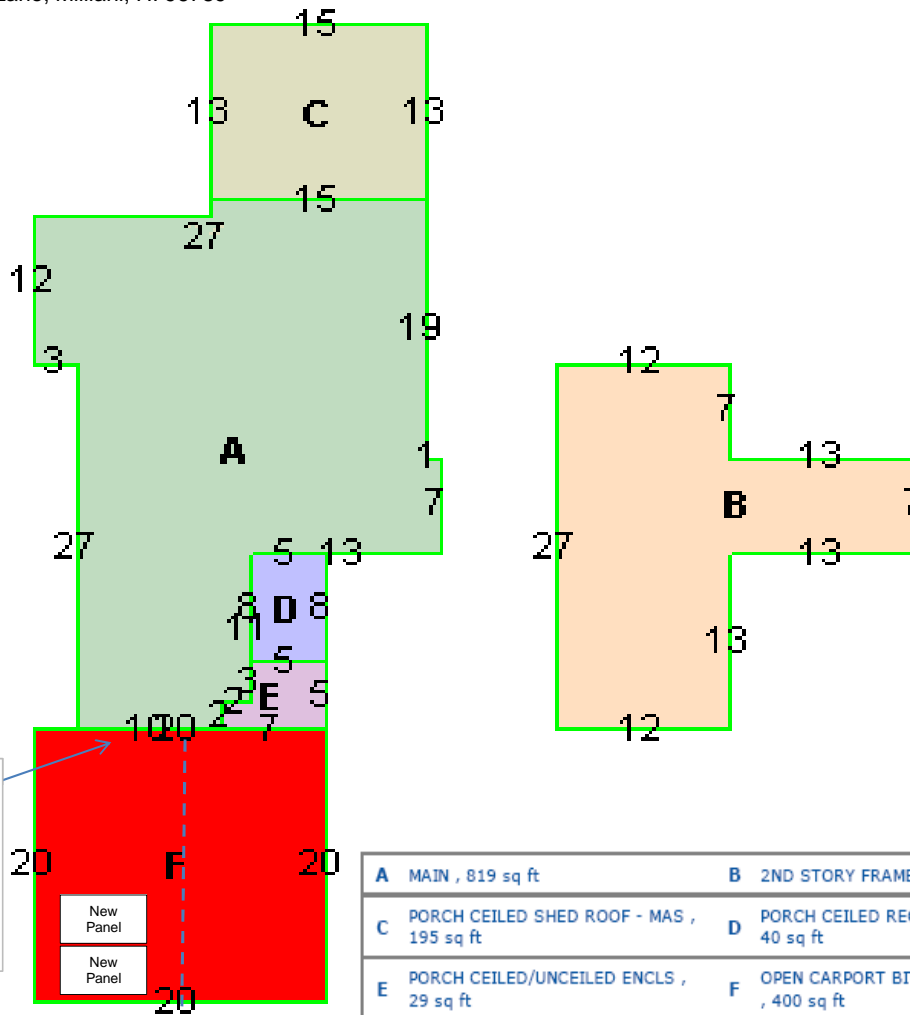 15
13
C
13
15
27
12
19
3
12
A
1
7
13
7
B
27
27
5
13
13
8
D
8
11
13
5
3
E
5
2
2
10
20
7
12
20
F
20
New
Panel
New
Panel
20
A MAIN , 819 sq ft
B 2ND STORY FRAME
C PORCH CEILED SHED ROOF - MAS ,
195 sq ft
D PORCH CEILED
40 sq ft
E PORCH CEILED/UNCEILED ENCLS ,
29 sq ft
F OPEN CARPORT
, 400 sq ft